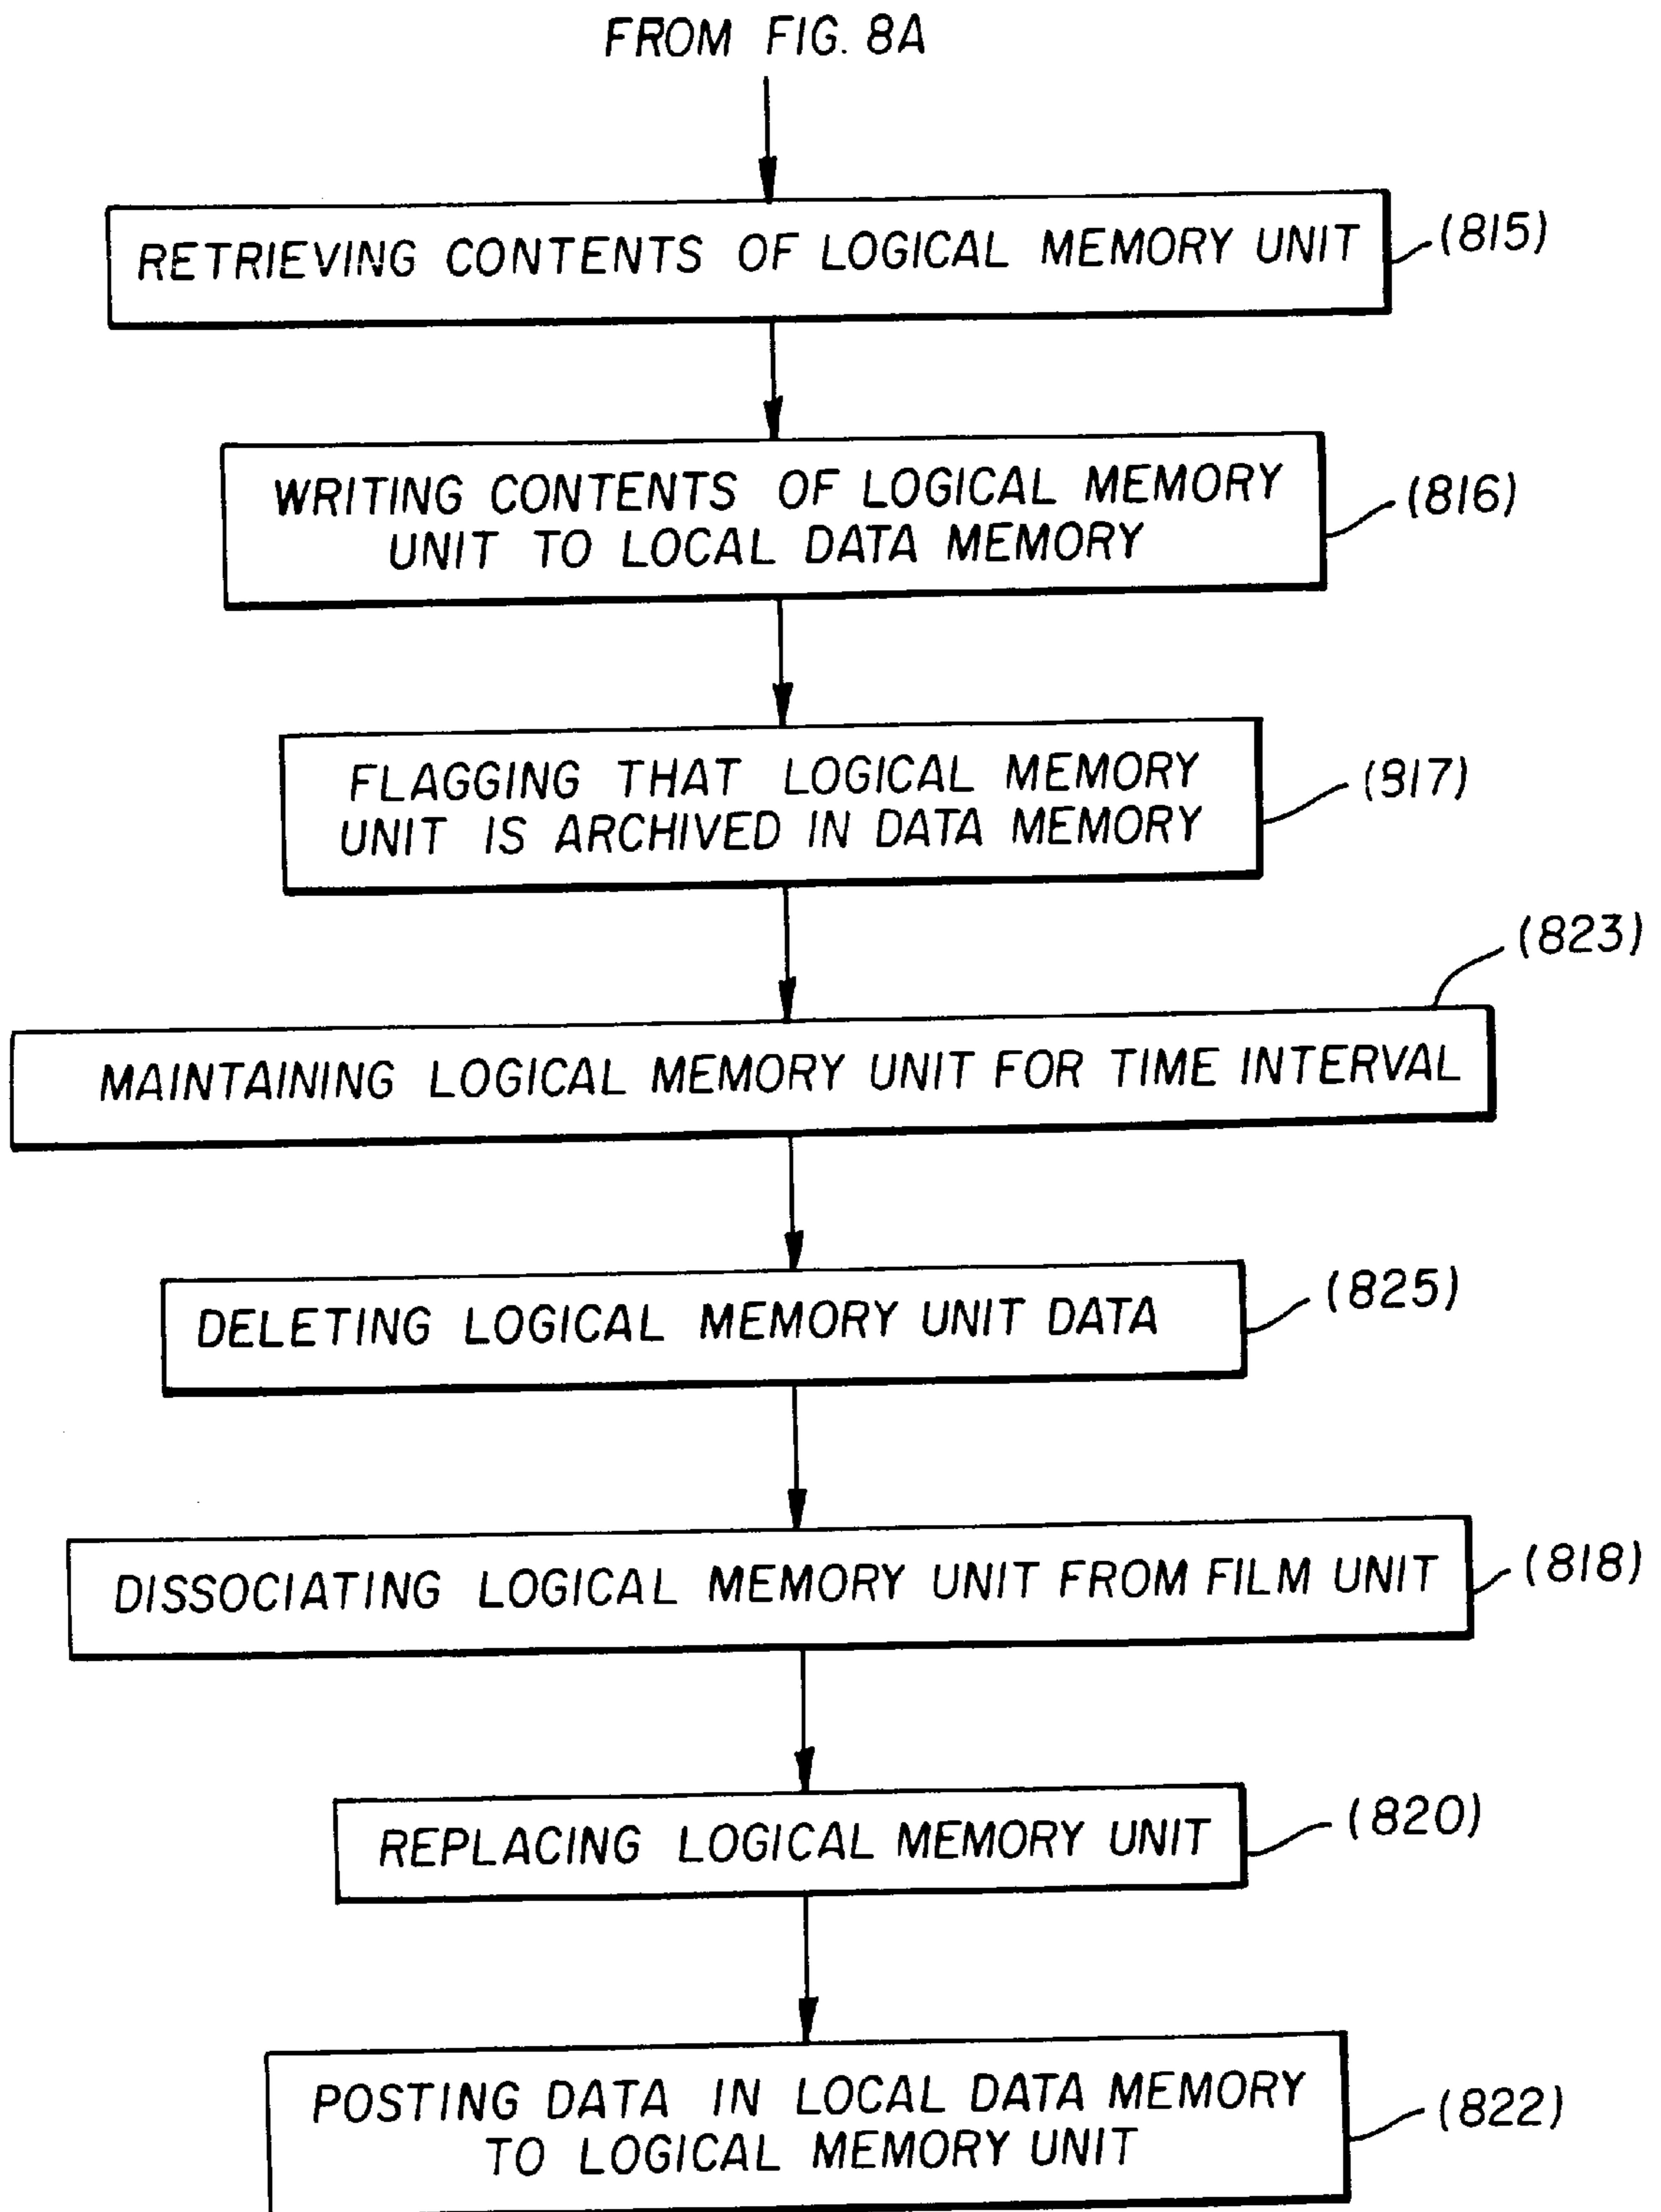 FROM FIG. 8A
RETRIEVING CONTENTS OF LOGICAL MEMORY UNIT
(815)
WRITING CONTENTS OF LOGICAL MEMORY
UNIT TO LOCAL DATA MEMORY
(816)
FLAGGING THAT LOGICAL MEMORY
UNIT IS ARCHIVED IN DATA MEMORY
(817)
(823)
MAINTAINING LOGICAL MEMORY UNIT FOR TIME INTERVAL
DELETING LOGICAL MEMORY UNIT DATA
(825)
DISSOCIATING LOGICAL MEMORY UNIT FROM FILM UNIT
(818)
REPLACING LOGICAL MEMORY UNIT
(820)
POSTING DATA IN LOCAL DATA MEMORY
TO LOGICAL MEMORY UNIT
(822)